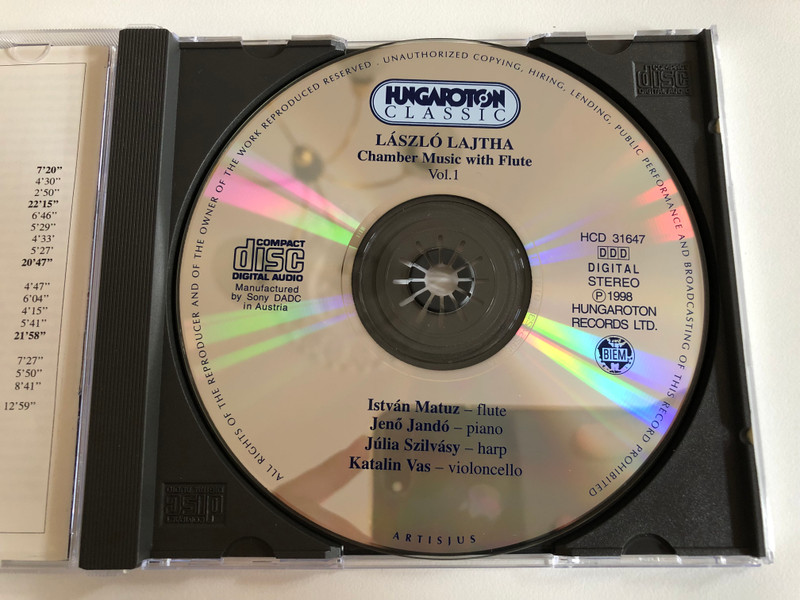 7’20”
4’30”
2’50”
22’15”
6’46”
5’29”
4’33’
5’27’
20’47”
4’47”
6’04”
4’15”
5’41”
21’58”
7’27”
5’50”
8’41”
12’59”
ALL RIGHTS OF THE REPRODUCER AND OF THE OWNER OF THE WORK REPRODUCED RESERVED . UNAUTHORIZED COPYING, HIRING, LENDING, PUBLIC PERFORMANCE AND BROADCASTING OF THIS RECORD PROHIBITED
HUNGAROTON
CLASSIC
LÁSZLÓ LAJTHA
Chamber Music with Flute
Vol.1
COMPACT
disc
DIGITAL AUDIO
Manufactured
by Sony DADC
in Austria
HCD 31647
DDD
DIGITAL
STEREO
Ⓟ 1998
HUNGAROTON
RECORDS LTD.
BIEM
István Matuz – flute
Jenő Jandó – piano
Júlia Szilvásy – harp
Katalin Vas – violoncello
ARTISJUS
disc
disc